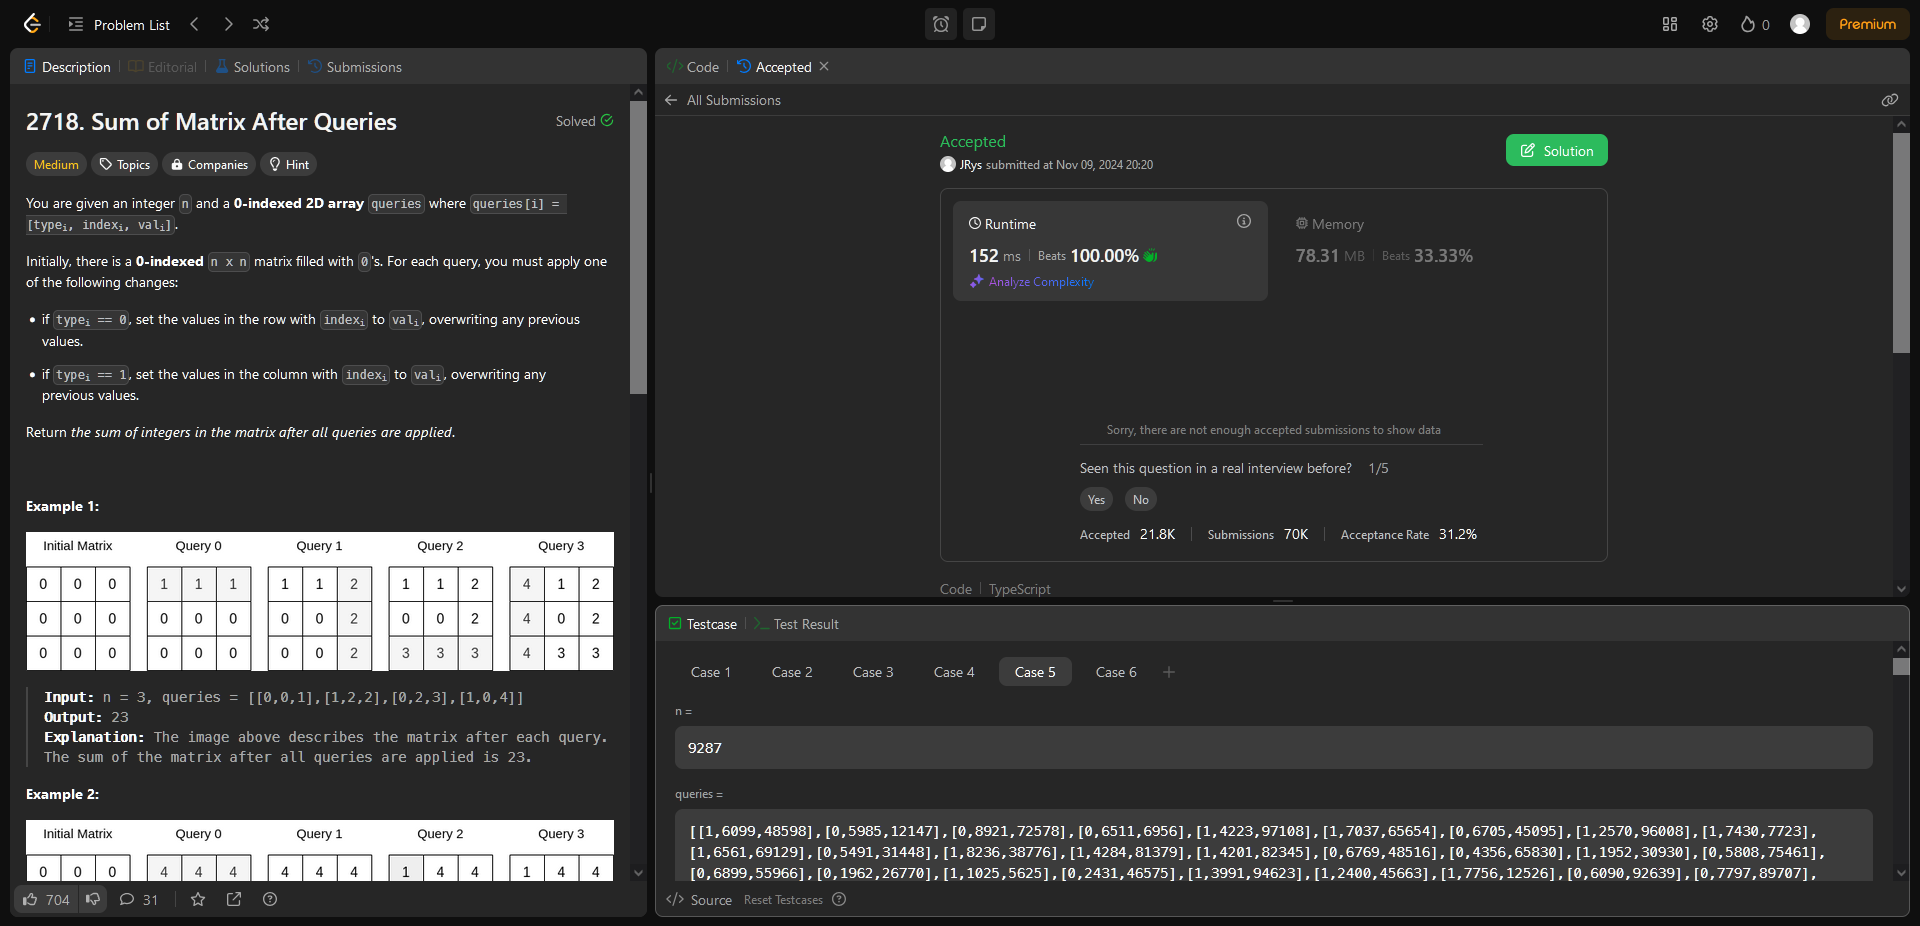 Problem List
0
Premium
Description
Editorial
Solutions
Submissions
2718. Sum of Matrix After Queries
Solved
Medium
Topics
Companies
Hint
You are given an integer n and a 0-indexed 2D array queries where queries[i] =
[typei, indexi, vali].
Initially, there is a 0-indexed n x n matrix filled with 0's. For each query, you must apply one
of the following changes:
• if typei == 0, set the values in the row with indexi to vali, overwriting any previous
values.
• if typei == 1, set the values in the column with indexi to vali, overwriting any
previous values.
Return the sum of integers in the matrix after all queries are applied.
Example 1:
Initial Matrix Query 0 Query 1 Query 2 Query 3
0 0 0 1 1 1 1 1 2 1 1 2 4 1 2
0 0 0 0 0 0 0 0 2 0 0 2 4 0 2
0 0 0 0 0 0 0 0 2 3 3 3 4 3 3
Input: n = 3, queries = [[0,0,1],[1,2,2],[0,2,3],[1,0,4]]
Output: 23
Explanation: The image above describes the matrix after each query.
The sum of the matrix after all queries are applied is 23.
Example 2:
Initial Matrix Query 0 Query 1 Query 2 Query 3
0 0 0 4 4 4 4 4 4 1 4 4 1 4 4
704
31
Code
Accepted
All Submissions
Accepted
JRys submitted at Nov 09, 2024 20:20
Solution
Runtime
152 ms Beats 100.00%
Analyze Complexity
Memory
78.31 MB Beats 33.33%
Sorry, there are not enough accepted submissions to show data
Seen this question in a real interview before? 1/5
Yes
No
Accepted 21.8K Submissions 70K Acceptance Rate 31.2%
Code TypeScript
Testcase
Test Result
Case 1
Case 2
Case 3
Case 4
Case 5
Case 6
n =
9287
queries =
[[1,6099,48598],[0,5985,12147],[0,8921,72578],[0,6511,6956],[1,4223,97108],[1,7037,65654],[0,6705,45095],[1,2570,96008],[1,7430,7723],
[1,6561,69129],[0,5491,31448],[1,8236,38776],[1,4284,81379],[1,4201,82345],[0,6769,48516],[0,4356,65830],[1,1952,30930],[0,5808,75461],
[0,6899,55966],[0,1962,26770],[1,1025,5625],[0,2431,46575],[1,3991,94623],[1,2400,45663],[1,7756,12526],[0,6090,92639],[0,7797,89707],
Source
Reset Testcases